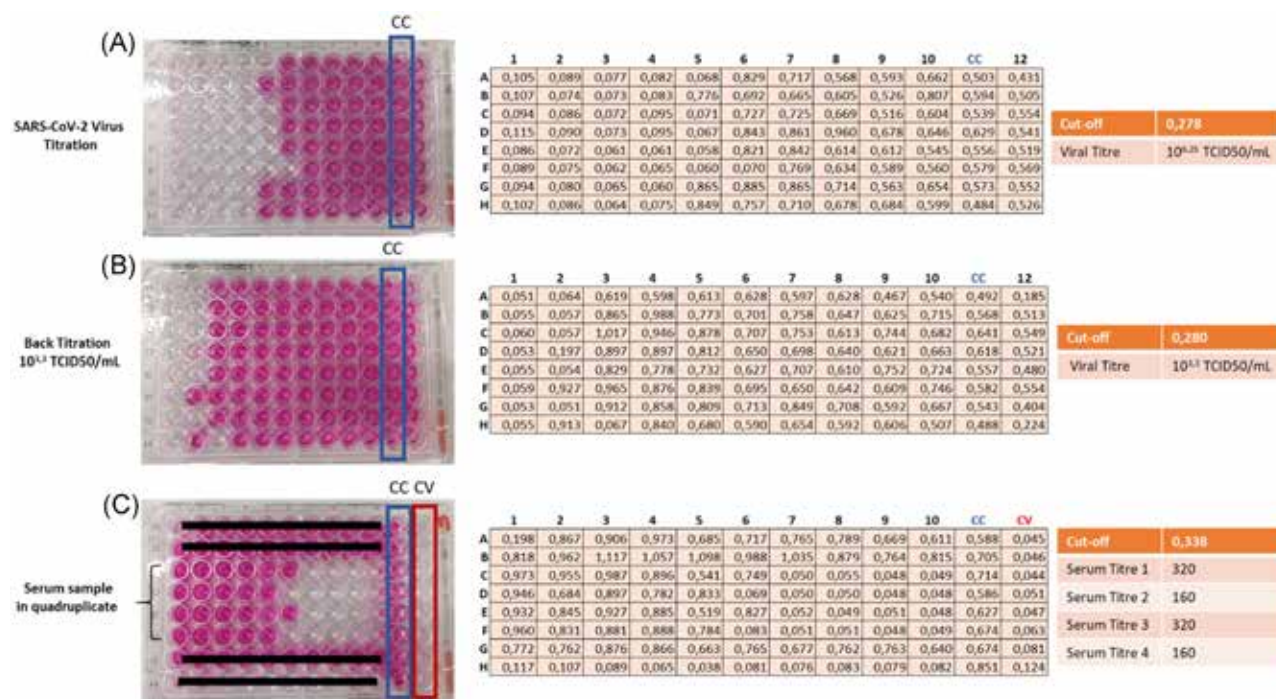 (A)
CC
SARS-CoV-2 Virus
Titration
1 2 3 4 5 6 7 8 9 10 CC 12
A 0,105 0,089 0,077 0,082 0,068 0,829 0,717 0,568 0,593 0,662 0,503 0,431
B 0,107 0,074 0,073 0,083 0,776 0,692 0,665 0,605 0,526 0,807 0,594 0,505
C 0,094 0,086 0,072 0,095 0,071 0,727 0,725 0,669 0,516 0,604 0,539 0,554
D 0,115 0,090 0,073 0,095 0,067 0,843 0,861 0,960 0,678 0,646 0,629 0,541
E 0,086 0,072 0,061 0,061 0,058 0,821 0,842 0,614 0,612 0,545 0,556 0,519
F 0,089 0,075 0,062 0,065 0,060 0,070 0,769 0,634 0,589 0,560 0,579 0,569
G 0,094 0,080 0,065 0,060 0,865 0,885 0,865 0,714 0,563 0,654 0,573 0,552
H 0,102 0,086 0,064 0,075 0,849 0,757 0,710 0,678 0,684 0,599 0,484 0,526
Cut-off 0,278
Viral Titre TCID50/mL
(B)
CC
Back Titration
TCID50/mL
1 2 3 4 5 6 7 8 9 10 CC 12
A 0,051 0,064 0,619 0,598 0,613 0,628 0,597 0,628 0,467 0,540 0,492 0,185
B 0,055 0,057 0,865 0,988 0,773 0,701 0,758 0,647 0,625 0,715 0,568 0,513
C 0,060 0,057 1,017 0,946 0,878 0,707 0,753 0,613 0,744 0,682 0,641 0,549
D 0,053 0,197 0,897 0,897 0,812 0,650 0,698 0,640 0,621 0,663 0,618 0,521
E 0,055 0,054 0,829 0,778 0,732 0,627 0,707 0,610 0,752 0,724 0,557 0,480
F 0,059 0,927 0,965 0,876 0,839 0,695 0,650 0,642 0,609 0,746 0,582 0,554
G 0,053 0,051 0,912 0,858 0,809 0,713 0,849 0,708 0,592 0,667 0,543 0,404
H 0,055 0,913 0,067 0,840 0,680 0,590 0,654 0,592 0,606 0,507 0,488 0,224
Cut-off 0,280
Viral Titre TCID50/mL
(C)
CC CV
Serum sample
in quadruplicate
1 2 3 4 5 6 7 8 9 10 CC CV
A 0,198 0,867 0,906 0,973 0,685 0,717 0,765 0,789 0,669 0,611 0,588 0,045
B 0,818 0,962 1,117 1,057 1,098 0,988 1,035 0,879 0,764 0,815 0,705 0,046
C 0,973 0,955 0,987 0,896 0,541 0,749 0,050 0,055 0,048 0,049 0,714 0,044
D 0,946 0,684 0,897 0,782 0,833 0,069 0,050 0,050 0,048 0,048 0,586 0,051
E 0,932 0,845 0,927 0,885 0,519 0,827 0,052 0,049 0,051 0,048 0,627 0,047
F 0,960 0,831 0,881 0,888 0,784 0,083 0,051 0,051 0,048 0,049 0,674 0,063
G 0,772 0,762 0,876 0,866 0,663 0,765 0,677 0,762 0,763 0,640 0,674 0,081
H 0,117 0,107 0,089 0,065 0,038 0,081 0,076 0,083 0,079 0,082 0,851 0,124
Cut-off 0,338
Serum Titre 1 320
Serum Titre 2 160
Serum Titre 3 320
Serum Titre 4 160